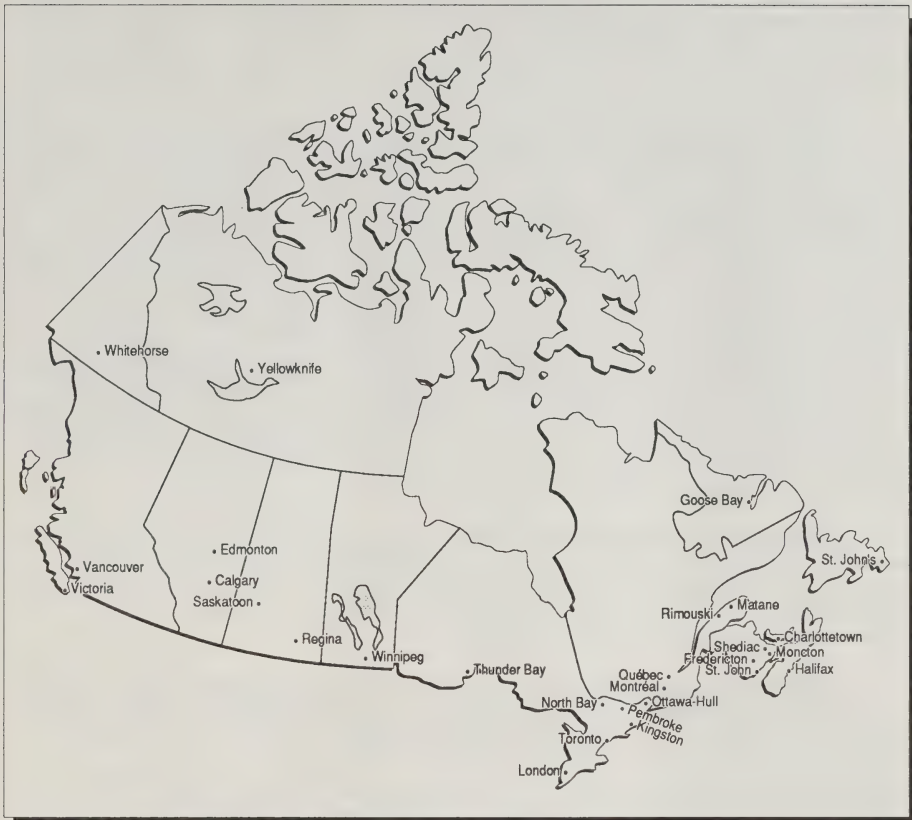 Whitehorse
Yellowknife
Goose Bay
Edmonton
St. John's
Vancouver
Calgary
Victoria
Saskatoon
Matane
Rimouski
Regina
Charlottetown
Shediac
Moncton
Winnipeg
Fredericton
Thunder Bay
St. John
Halifax
Québec
Montréal
North Bay
Ottawa-Hull
Pembroke
Kingston
Toronto
London